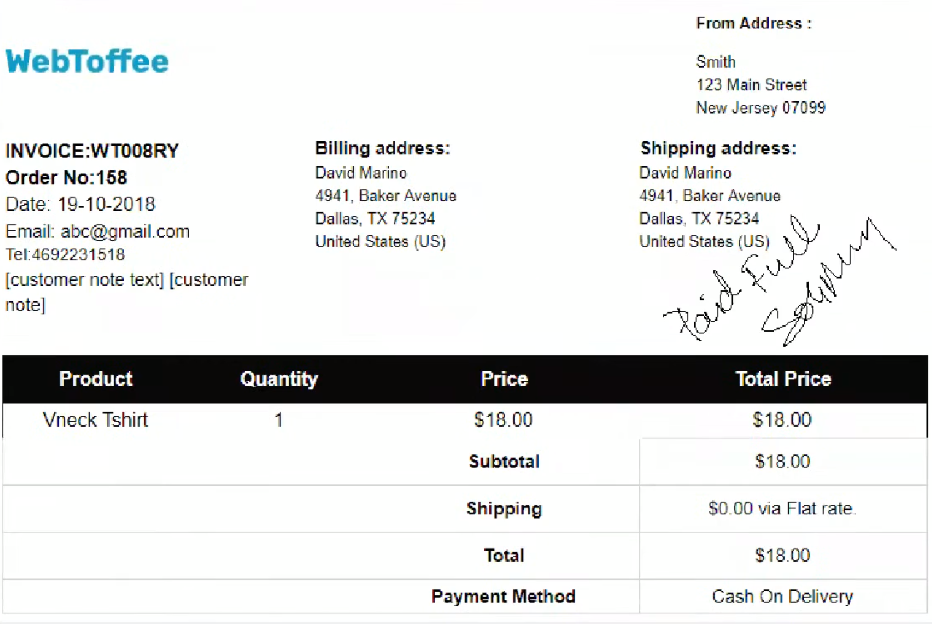 From Address :
WebToffee
Smith
123 Main Street
New Jersey 07099
INVOICE:WT008RY
Order No:158
Date: 19-10-2018
Email: abc@gmail.com
Tel:4692231518
[customer note text] [customer
note]
Billing address:
David Marino
4941, Baker Avenue
Dallas, TX 75234
United States (US)
Shipping address:
David Marino
4941, Baker Avenue
Dallas, TX 75234
United States (US)
Paid Full
Product Quantity Price Total Price
Vneck Tshirt 1 $18.00 $18.00
Subtotal $18.00
Shipping $0.00 via Flat rate.
Total $18.00
Payment Method Cash On Delivery